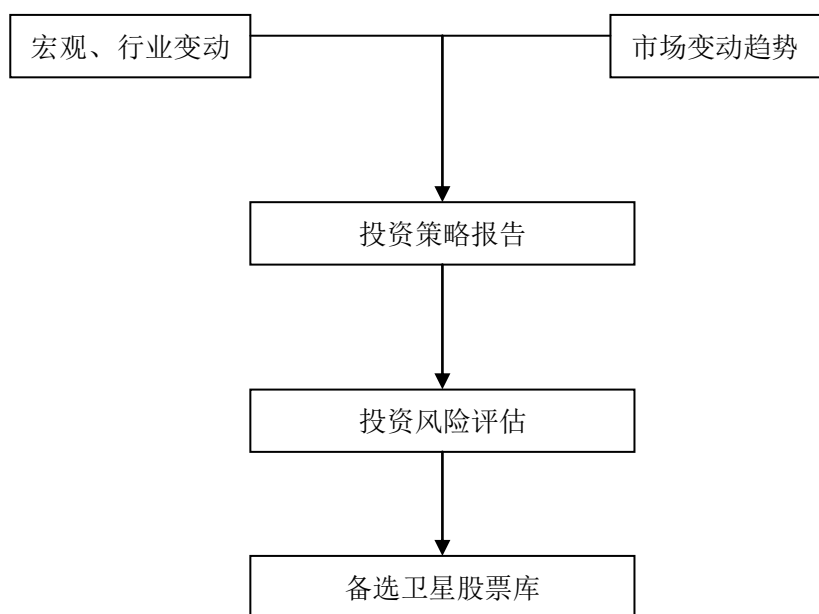 宏观、行业变动
市场变动趋势
投资策略报告
投资风险评估
备选卫星股票库